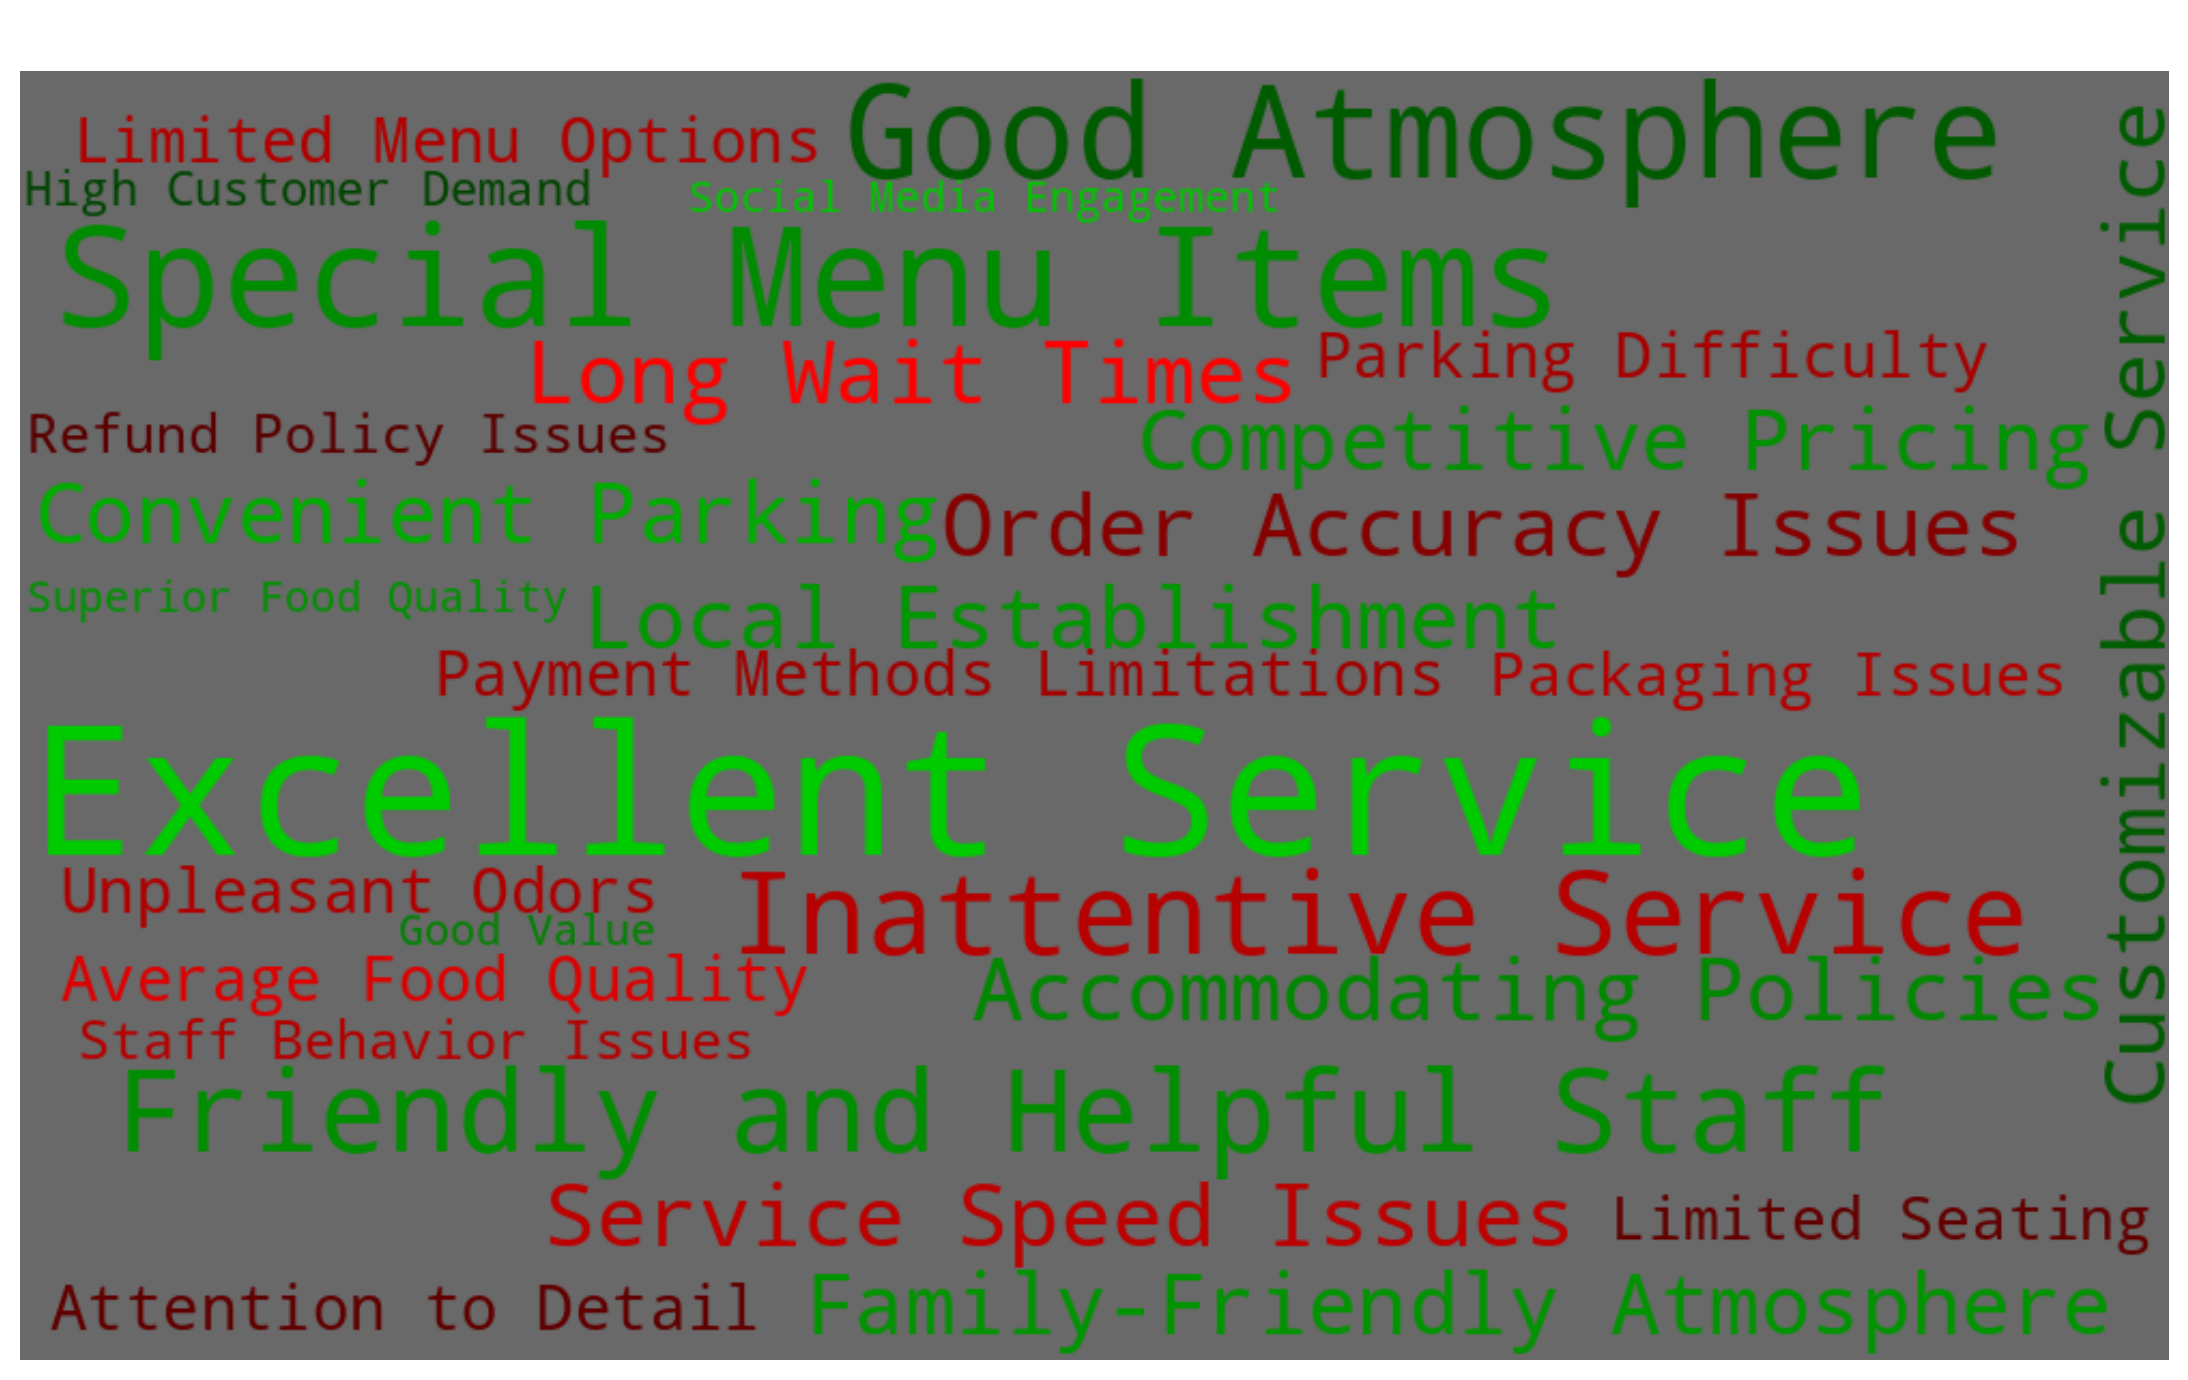 Limited Menu Options
Good Atmosphere
High Customer Demand
Social Media Engagement
Special Menu Items
Long Wait Times
Parking Difficulty
Refund Policy Issues
Competitive Pricing
Convenient Parking
Order Accuracy Issues
Superior Food Quality
Local Establishment
Payment Methods Limitations
Packaging Issues
Excellent Service
Unpleasant Odors
Inattentive Service
Good Value
Average Food Quality
Accommodating Policies
Staff Behavior Issues
Friendly and Helpful Staff
Service Speed Issues
Limited Seating
Attention to Detail
Family-Friendly Atmosphere
Customizable Service